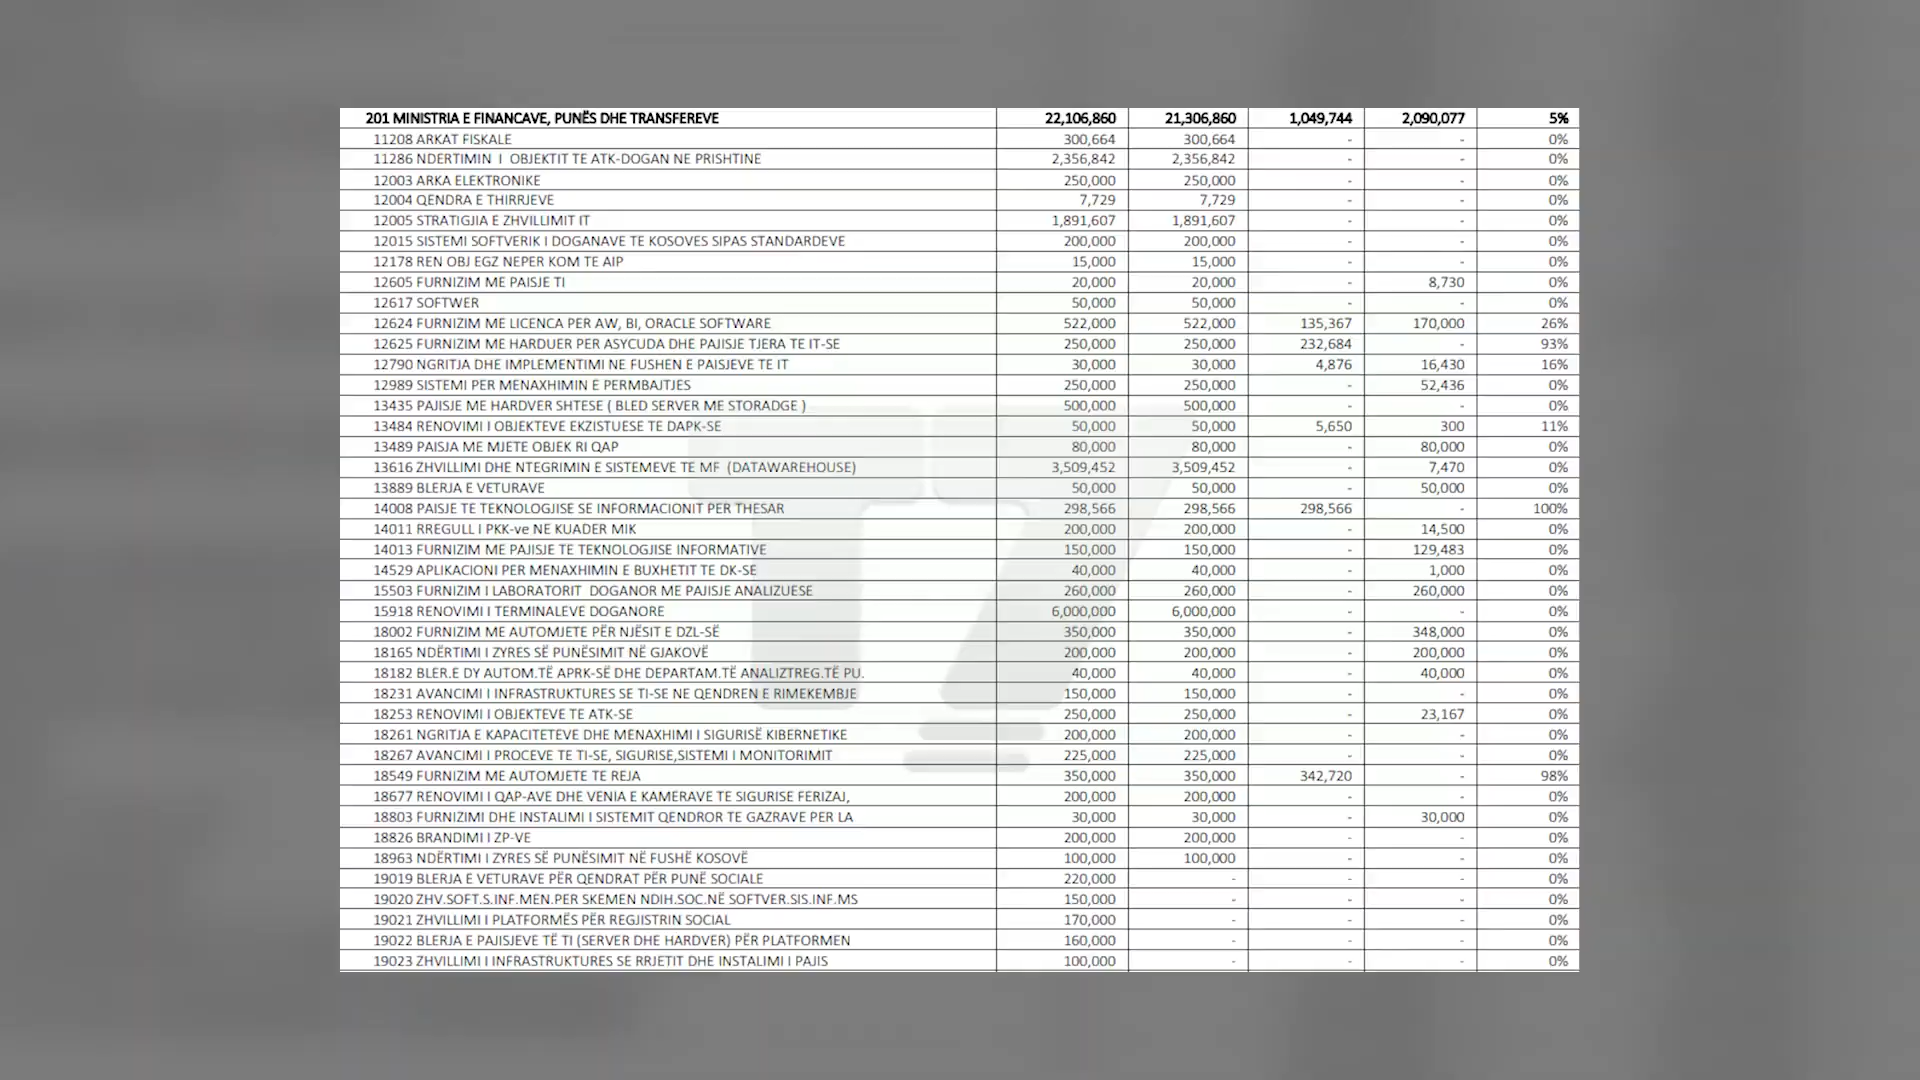 201 MINISTRIA E FINANCAVE, PUNËS DHE TRANSFEREVE 22,106,860 21,306,860 1,049,744 2,090,077 5%
11208 ARKAT FISKALE 300,664 300,664 - - 0%
11286 NDERTIMIN I OBJEKTIT TE ATK-DOGAN NE PRISHTINE 2,356,842 2,356,842 - - 0%
12003 ARKA ELEKTRONIKE 250,000 250,000 - - 0%
12004 QENDRA E THIRRJEVE 7,729 7,729 - - 0%
12005 STRATIGJIA E ZHVILLIMIT IT 1,891,607 1,891,607 - - 0%
12015 SISTEMI SOFTVERIK I DOGANAVE TE KOSOVES SIPAS STANDARDEVE 200,000 200,000 - - 0%
12178 REN OBJ EGZ NEPER KOM TE AIP 15,000 15,000 - - 0%
12605 FURNIZIM ME PAISJE TI 20,000 20,000 - 8,730 0%
12617 SOFTWER 50,000 50,000 - - 0%
12624 FURNIZIM ME LICENCA PER AW, BI, ORACLE SOFTWARE 522,000 522,000 135,367 170,000 26%
12625 FURNIZIM ME HARDUER PER ASYCUDA DHE PAJISJE TJERA TE IT-SE 250,000 250,000 232,684 - 93%
12790 NGRITJA DHE IMPLEMENTIMI NE FUSHEN E PAISJEVE TE IT 30,000 30,000 4,876 16,430 16%
12989 SISTEMI PER MENAXHIMIN E PERMBAJTJES 250,000 250,000 - 52,436 0%
13435 PAJISJE ME HARDVER SHTESE ( BLED SERVER ME STORADGE ) 500,000 500,000 - - 0%
13484 RENOVIMI I OBJEKTEVE EKZISTUESE TE DAPK-SE 50,000 50,000 5,650 300 11%
13489 PAISJA ME MJETE OBJEK RI QAP 80,000 80,000 - 80,000 0%
13616 ZHVILLIMI DHE NTEGRIMIN E SISTEMEVE TE MF (DATAWAREHOUSE) 3,509,452 3,509,452 - 7,470 0%
13889 BLERJA E VETURAVE 50,000 50,000 - 50,000 0%
14008 PAISJE TE TEKNOLOGJISE SE INFORMACIONIT PER THESAR 298,566 298,566 298,566 - 100%
14011 RREGULL I PKK-ve NE KUADER MIK 200,000 200,000 - 14,500 0%
14013 FURNIZIM ME PAJISJE TE TEKNOLOGJISE INFORMATIVE 150,000 150,000 - 129,483 0%
14529 APLIKACIONI PER MENAXHIMIN E BUXHETIT TE DK-SE 40,000 40,000 - 1,000 0%
15503 FURNIZIM I LABORATORIT DOGANOR ME PAJISJE ANALIZUESE 260,000 260,000 - 260,000 0%
15918 RENOVIMI I TERMINALEVE DOGANORE 6,000,000 6,000,000 - - 0%
18002 FURNIZIM ME AUTOMJETE PËR NJËSIT E DZL-SË 350,000 350,000 - 348,000 0%
18165 NDËRTIMI I ZYRES SË PUNËSIMIT NË GJAKOVË 200,000 200,000 - 200,000 0%
18182 BLER.E DY AUTOM.TË APRK-SË DHE DEPARTAM.TË ANALIZTREG.TË PU. 40,000 40,000 - 40,000 0%
18231 AVANCIMI I INFRASTRUKTURES SE TI-SE NE QENDREN E RIMEKEMBJE 150,000 150,000 - - 0%
18253 RENOVIMI I OBJEKTEVE TE ATK-SE 250,000 250,000 - 23,167 0%
18261 NGRITJA E KAPACITETEVE DHE MENAXHIMI I SIGURISË KIBERNETIKE 200,000 200,000 - - 0%
18267 AVANCIMI I PROCEVE TE TI-SE, SIGURISE,SISTEMI I MONITORIMIT 225,000 225,000 - - 0%
18549 FURNIZIM ME AUTOMJETE TE REJA 350,000 350,000 342,720 - 98%
18677 RENOVIMI I QAP-AVE DHE VENIA E KAMERAVE TE SIGURISE FERIZAJ, 200,000 200,000 - - 0%
18803 FURNIZIMI DHE INSTALIMI I SISTEMIT QENDROR TE GAZRAVE PER LA 30,000 30,000 - 30,000 0%
18826 BRANDIMI I ZP-VE 200,000 200,000 - - 0%
18963 NDËRTIMI I ZYRES SË PUNËSIMIT NË FUSHË KOSOVË 100,000 100,000 - - 0%
19019 BLERJA E VETURAVE PËR QENDRAT PËR PUNË SOCIALE 220,000 - - - 0%
19020 ZHV.SOFT.S.INF.MEN.PER SKEMEN NDIH.SOC.NË SOFTVER.SIS.INF.MS 150,000 - - - 0%
19021 ZHVILLIMI I PLATFORMËS PËR REGJISTRIN SOCIAL 170,000 - - - 0%
19022 BLERJA E PAJISJEVE TË TI (SERVER DHE HARDVER) PËR PLATFORMEN 160,000 - - - 0%
19023 ZHVILLIMI I INFRASTRUKTURES SE RRJETIT DHE INSTALIMI I PAJIS 100,000 - - - 0%
T7